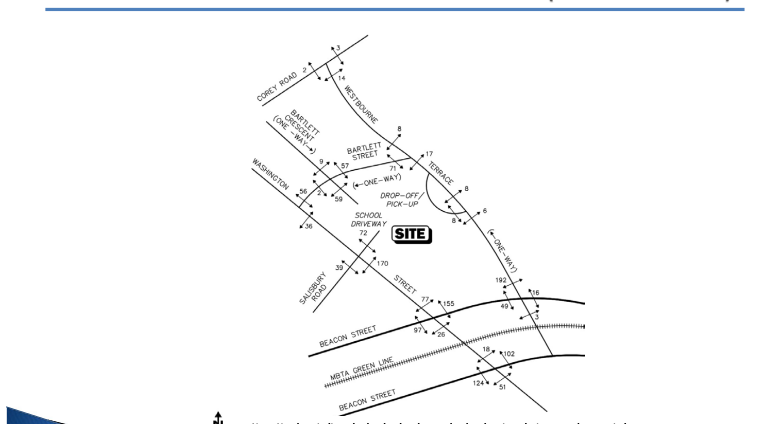 3
2
COREY ROAD
14
WESTBOURNE
BARTLETT
CRESCENT
(ONE-WAY→)
8
BARTLETT
STREET
17
71
TERRACE
9
57
(←ONE-WAY)
WASHINGTON
2
59
56
DROP-OFF/
PICK-UP
8
6
8
36
SCHOOL
DRIVEWAY
SITE
72
(←ONE-WAY)
39
170
SALISBURY
ROAD
STREET
192
16
49
3
77
155
97
26
BEACON STREET
MBTA GREEN LINE
18
102
124
51
BEACON STREET